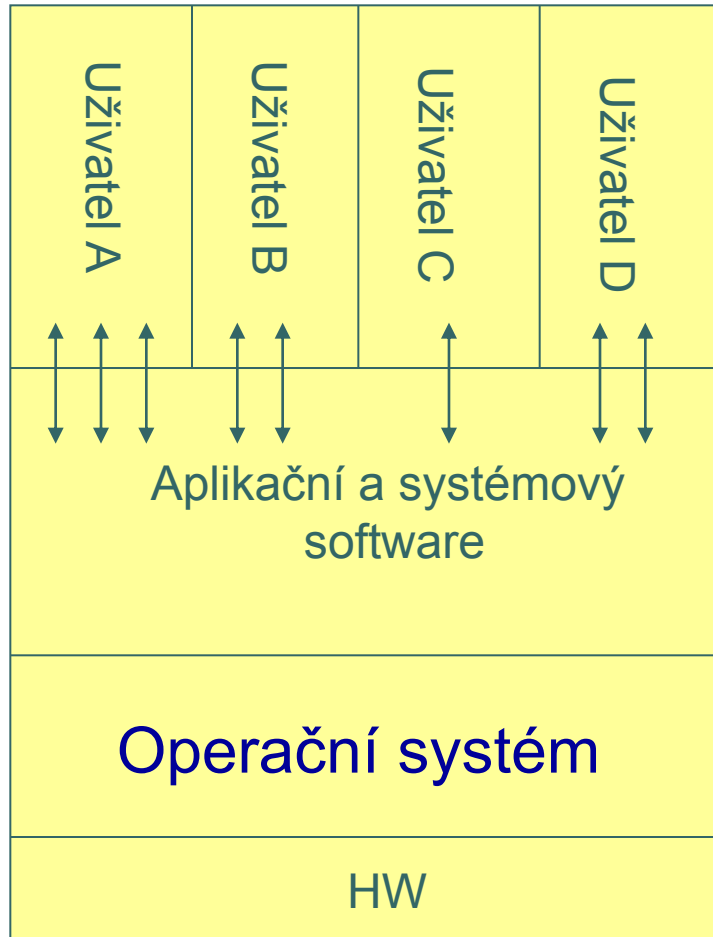 Uživatel A
Uživatel B
Uživatel C
Uživatel D
Aplikační a systémový
software
Operační systém
HW